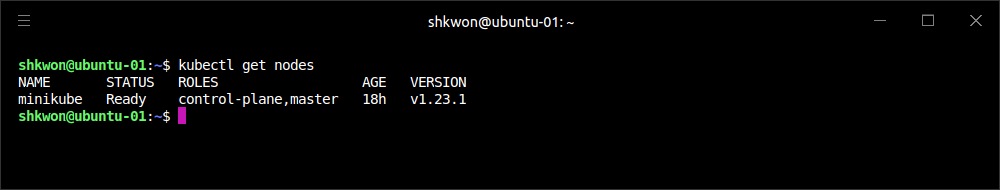 shkwon@ubuntu-01: ~
shkwon@ubuntu-01:~$ kubectl get nodes
NAME       STATUS   ROLES                  AGE   VERSION
minikube   Ready    control-plane,master   18h   v1.23.1
shkwon@ubuntu-01:~$